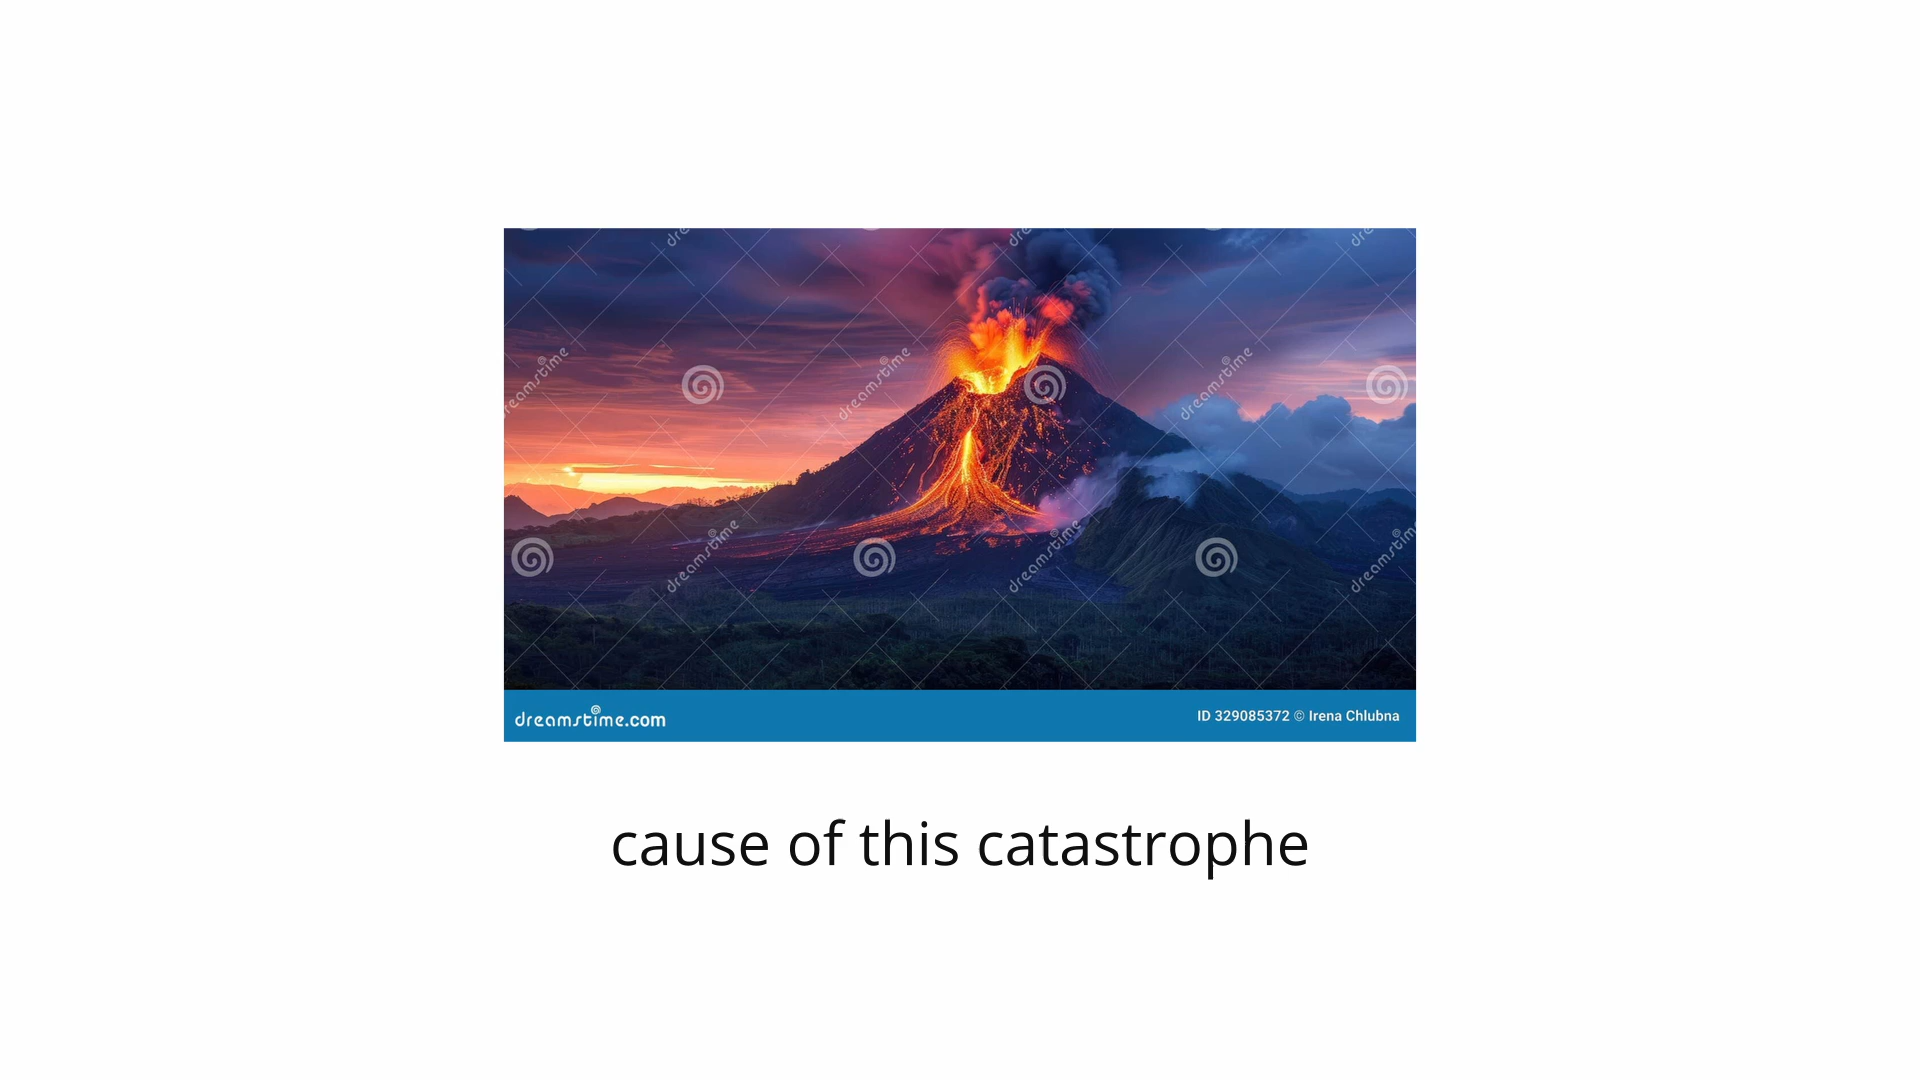 dreamstime.com
ID 329085372 © Irena Chlubna
cause of this catastrophe